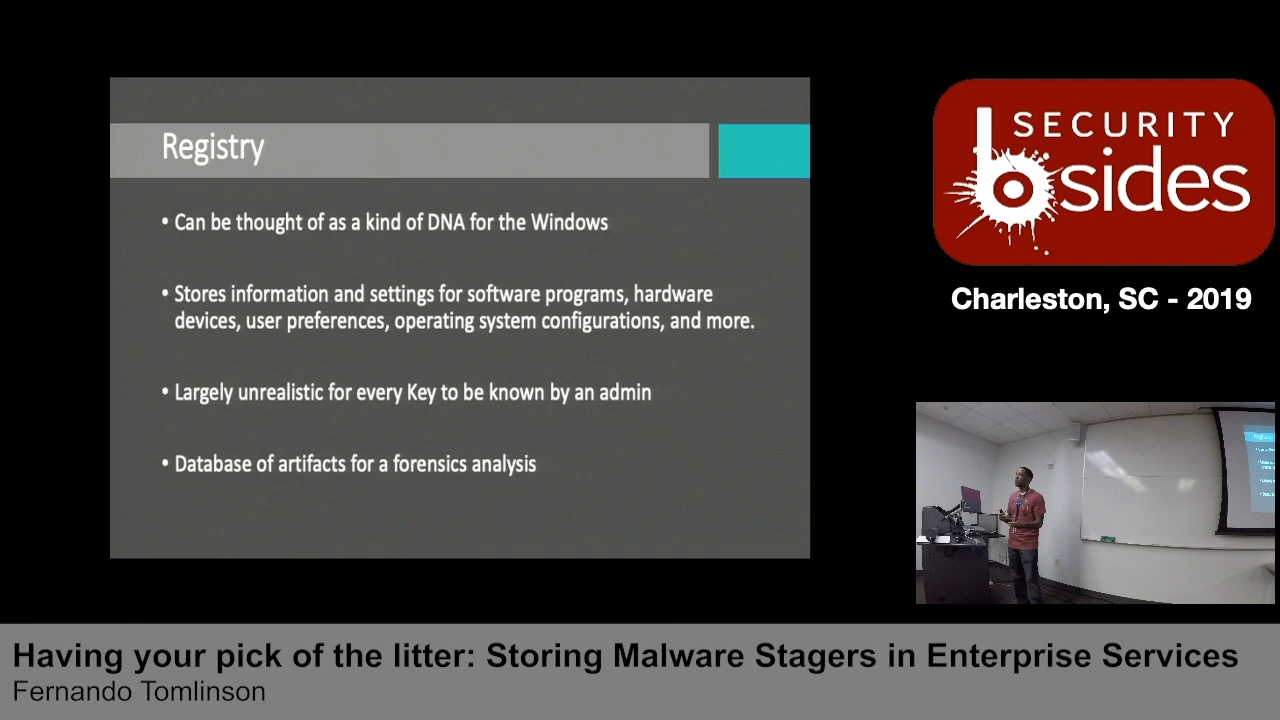 Registry
• Can be thought of as a kind of DNA for the Windows
• Stores information and settings for software programs, hardware
devices, user preferences, operating system configurations, and more.
• Largely unrealistic for every Key to be known by an admin
• Database of artifacts for a forensics analysis
SECURITY
bsides
Charleston, SC - 2019
Having your pick of the litter: Storing Malware Stagers in Enterprise Services
Fernando Tomlinson